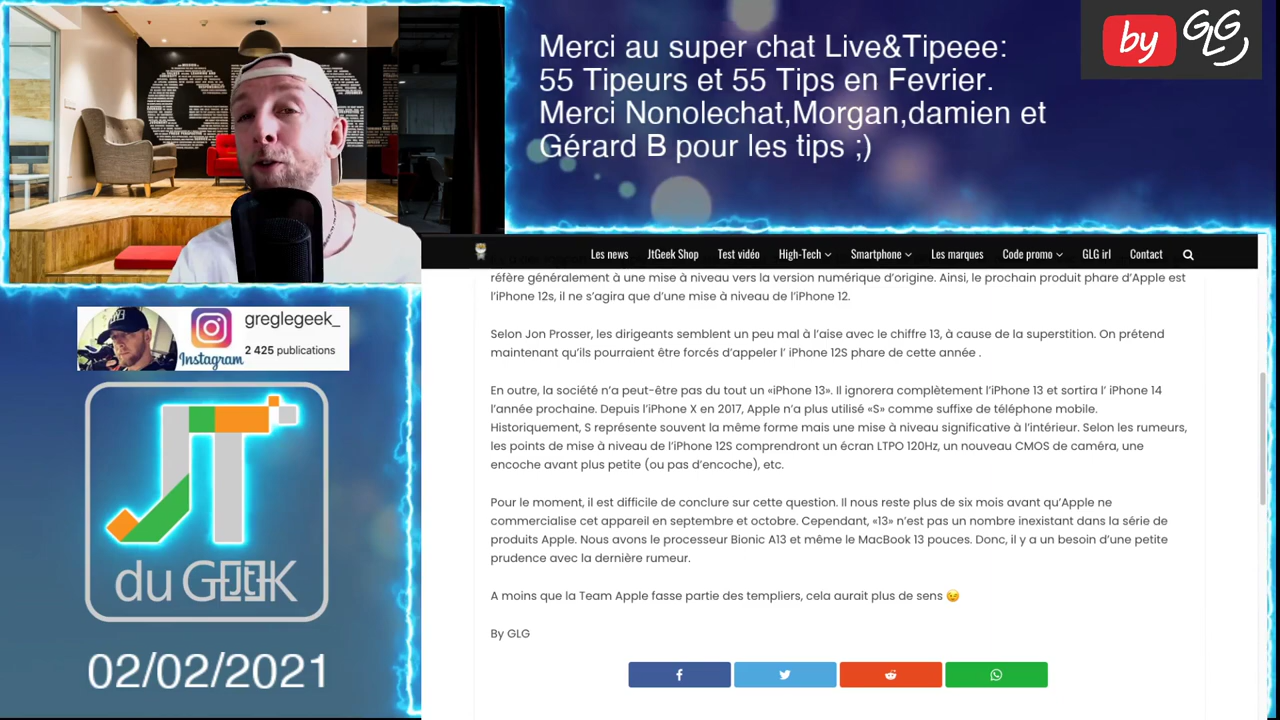 Merci au super chat Live&Tipeee:
55 Tipeurs et 55 Tips en Fevrier.
Merci Nonolechat,Morgan,damien et
Gérard B pour les tips ;)
by GLG
Les news JtGeek Shop Test vidéo High-Tech Smartphone Les marques Code promo GLG irl Contact
réfère généralement à une mise à niveau vers la version numérique d'origine. Ainsi, le prochain produit phare d'Apple est
l'iPhone 12s, il ne s'agira que d'une mise à niveau de l'iPhone 12.
Selon Jon Prosser, les dirigeants semblent un peu mal à l'aise avec le chiffre 13, à cause de la superstition. On prétend
maintenant qu'ils pourraient être forcés d'appeler l' iPhone 12S phare de cette année .
En outre, la société n'a peut-être pas du tout un «iPhone 13». Il ignorera complètement l'iPhone 13 et sortira l' iPhone 14
l'année prochaine. Depuis l'iPhone X en 2017, Apple n'a plus utilisé «S» comme suffixe de téléphone mobile.
Historiquement, S représente souvent la même forme mais une mise à niveau significative à l'intérieur. Selon les rumeurs,
les points de mise à niveau de l'iPhone 12S comprendront un écran LTPO 120Hz, un nouveau CMOS de caméra, une
encoche avant plus petite (ou pas d'encoche), etc.
Pour le moment, il est difficile de conclure sur cette question. Il nous reste plus de six mois avant qu'Apple ne
commercialise cet appareil en septembre et octobre. Cependant, «13» n'est pas un nombre inexistant dans la série de
produits Apple. Nous avons le processeur Bionic A13 et même le MacBook 13 pouces. Donc, il y a un besoin d'une petite
prudence avec la dernière rumeur.
A moins que la Team Apple fasse partie des templiers, cela aurait plus de sens 😉
By GLG
greglegeek_
2 425 publications
Instagram
JT
du GEEK
02/02/2021